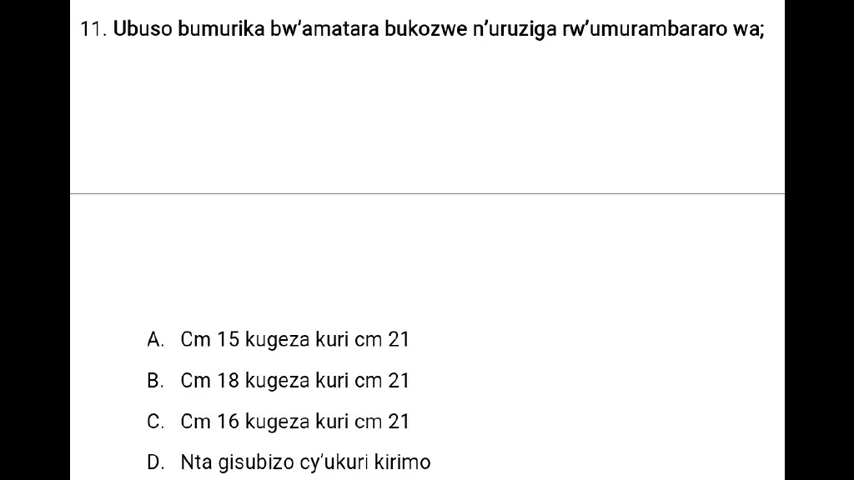 11. Ubuso bumurika bw'amatara bukozwe n'uruziga rw'umurambararo wa;
A. Cm 15 kugeza kuri cm 21
B. Cm 18 kugeza kuri cm 21
C. Cm 16 kugeza kuri cm 21
D. Nta gisubizo cy'ukuri kirimo